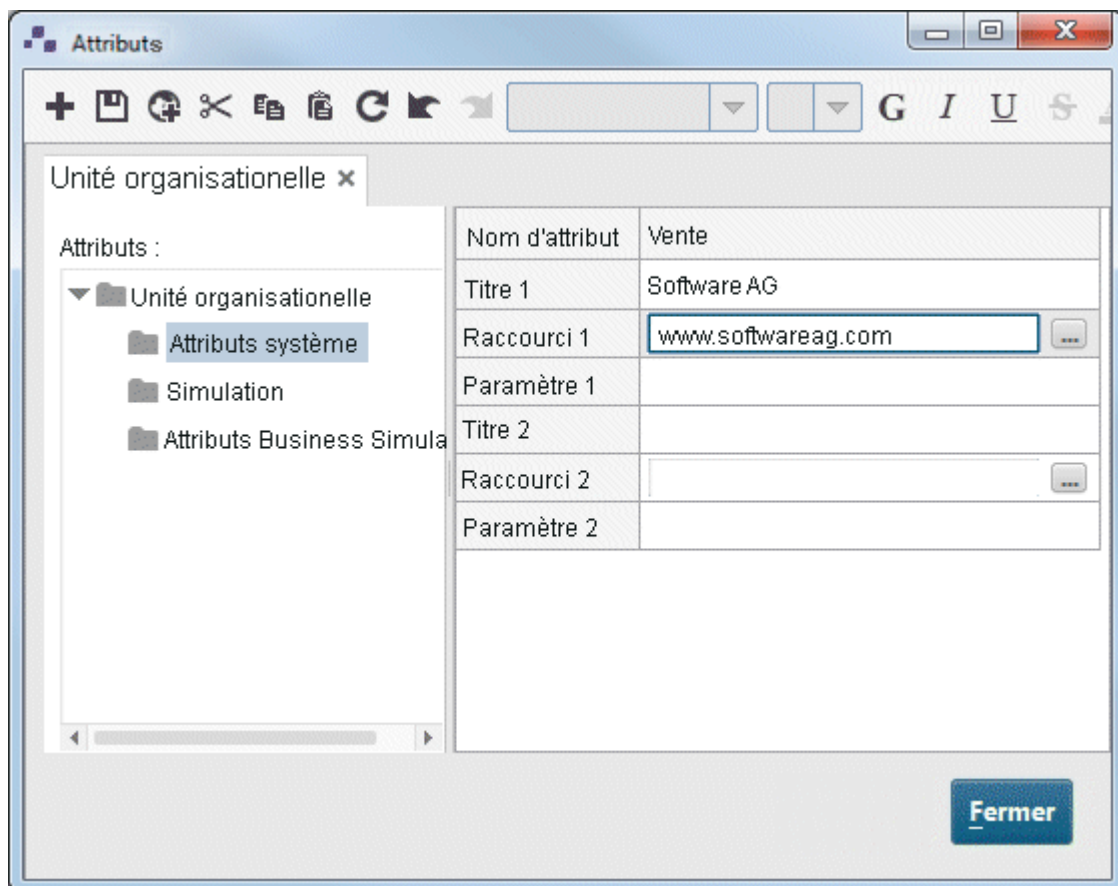 Attributs
G I U S
Unité organisationelle
Attributs :
Unité organisationelle
Attributs système
Simulation
Attributs Business Simula
Nom d'attribut Vente
Titre 1 Software AG
Raccourci 1 www.softwareag.com ...
Paramètre 1
Titre 2
Raccourci 2 ...
Paramètre 2
Fermer